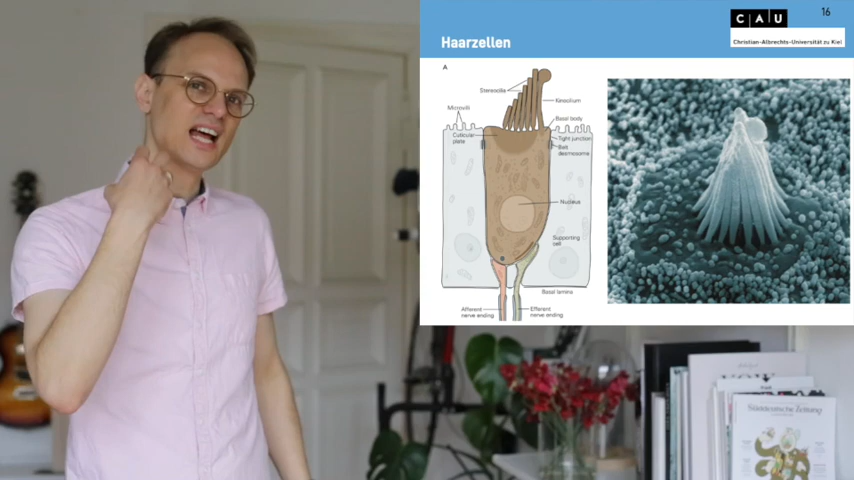 16
C A U
Christian-Albrechts-Universität zu Kiel
Haarzellen
A
Stereocilia
Kinocilium
Microvilli
Basal body
Cuticular
plate
Tight junction
Belt
desmosome
Nucleus
Supporting
cell
Basal lamina
Afferent
nerve ending
Efferent
nerve ending
Süddeutsche Zeitung